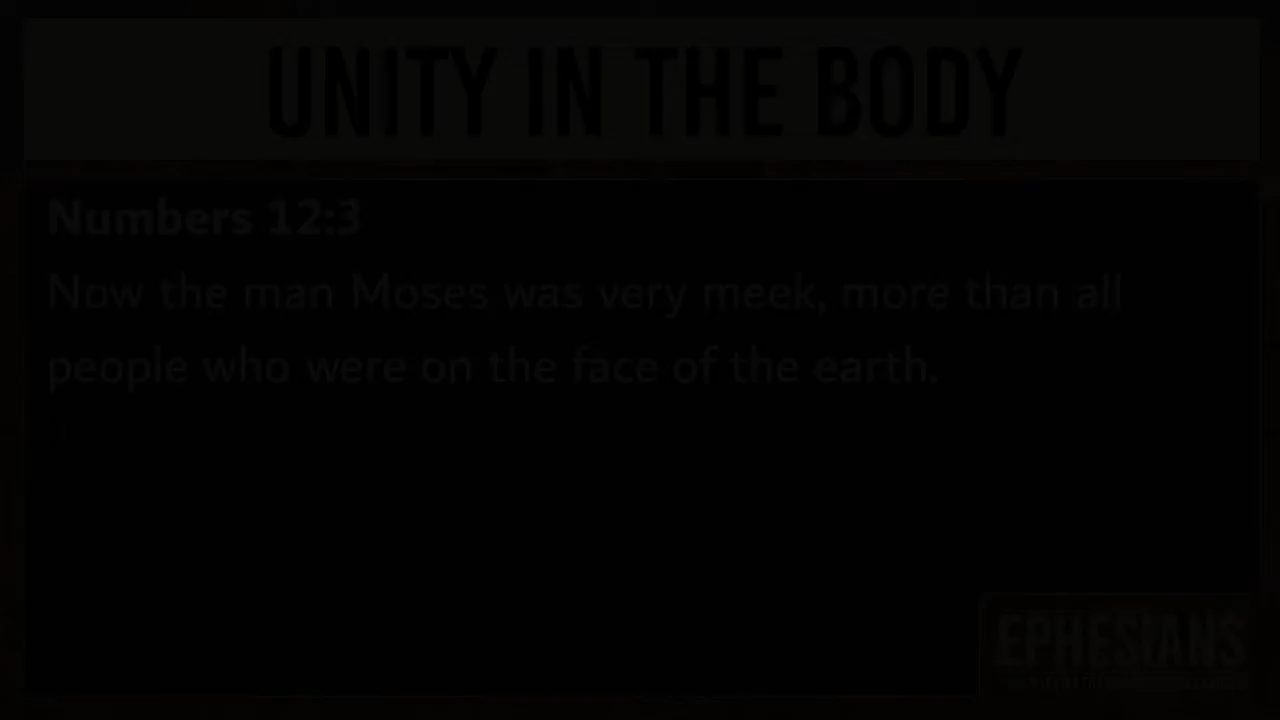 UNITY IN THE BODY
Numbers 12:3
Now the man Moses was very meek, more than all
people who were on the face of the earth.
EPHESIANS